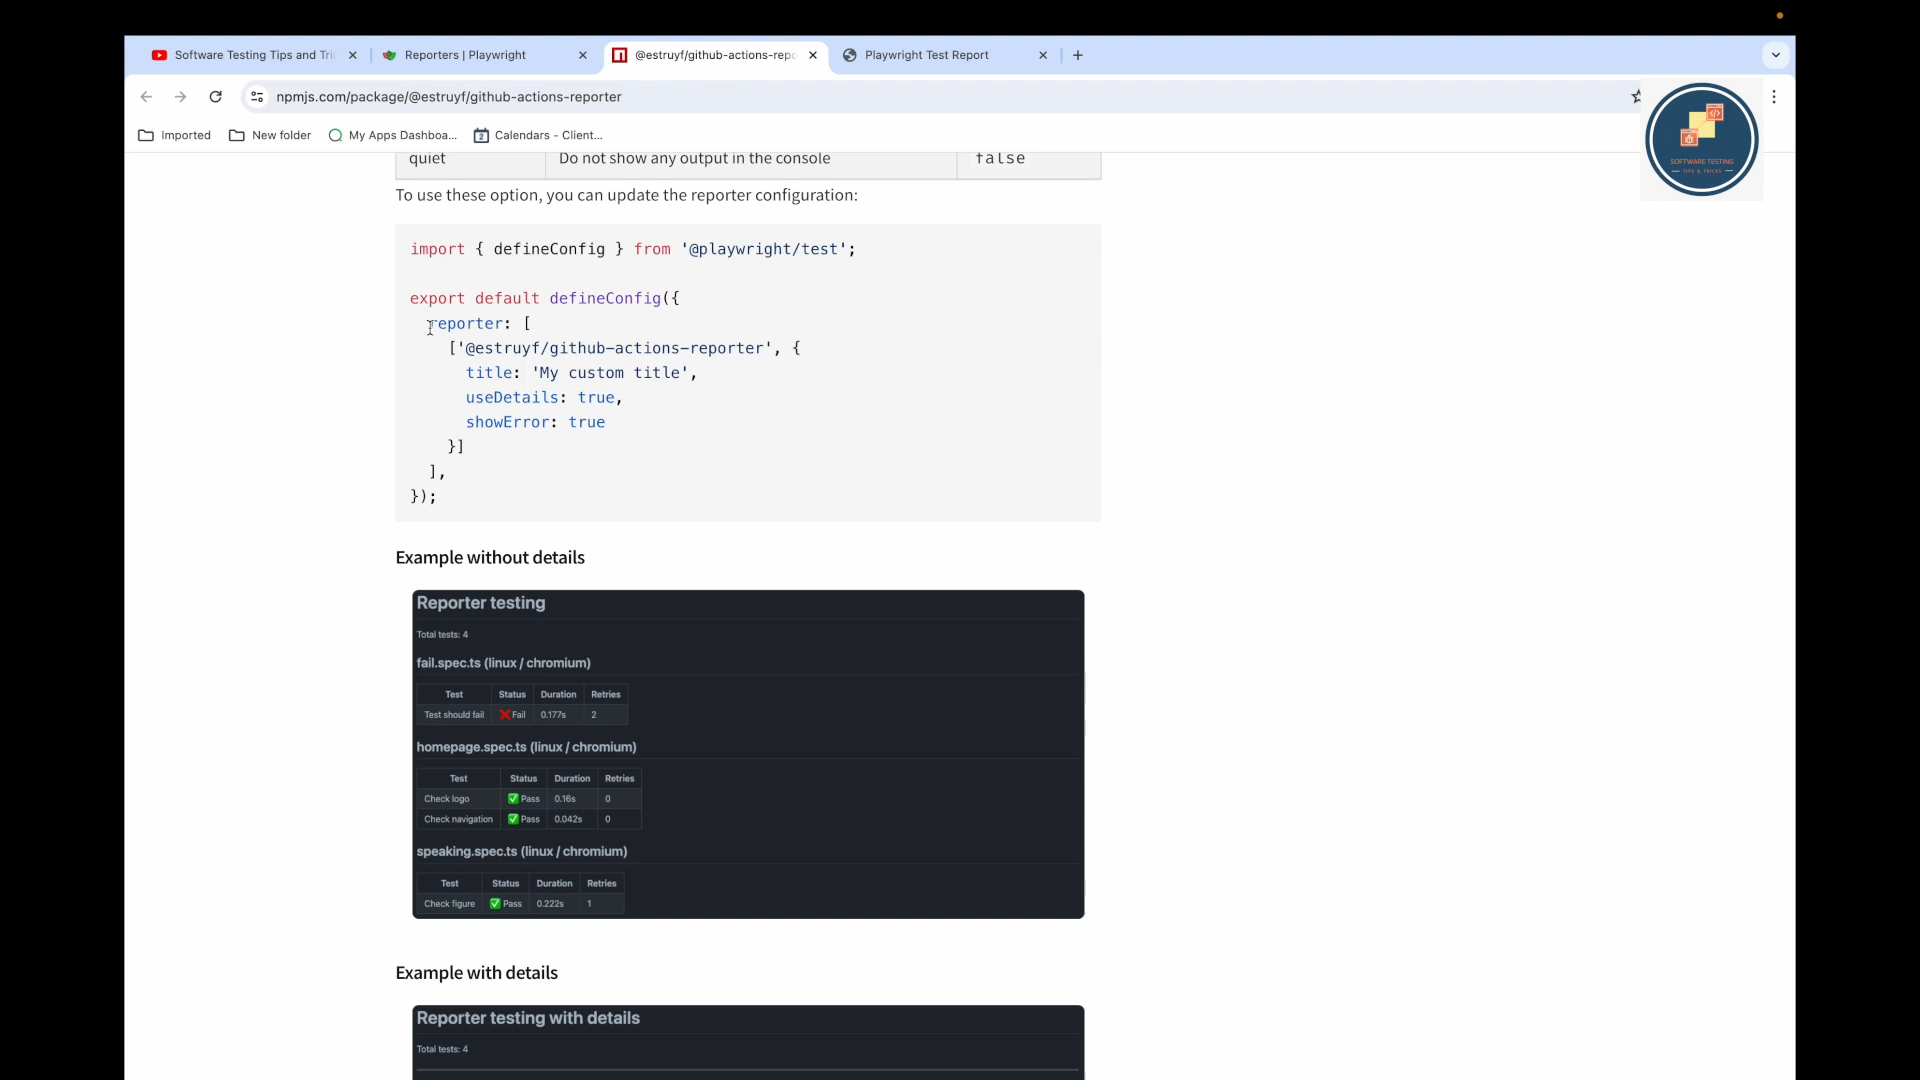 Software Testing Tips and Tri
Reporters | Playwright
@estruyf/github-actions-repo
Playwright Test Report
npmjs.com/package/@estruyf/github-actions-reporter
Imported
New folder
My Apps Dashboa...
Calendars - Client...
SOFTWARE TESTING
TIPS & TRICKS
quiet
Do not show any output in the console
false
To use these option, you can update the reporter configuration:
import { defineConfig } from '@playwright/test';
export default defineConfig({
reporter: [
['@estruyf/github-actions-reporter', {
title: 'My custom title',
useDetails: true,
showError: true
}]
],
});
Example without details
Reporter testing
Total tests: 4
fail.spec.ts (linux / chromium)
Test Status Duration Retries
Test should fail ❌ Fail 0.177s 2
homepage.spec.ts (linux / chromium)
Test Status Duration Retries
Check logo ✅ Pass 0.16s 0
Check navigation ✅ Pass 0.042s 0
speaking.spec.ts (linux / chromium)
Test Status Duration Retries
Check figure ✅ Pass 0.222s 1
Example with details
Reporter testing with details
Total tests: 4